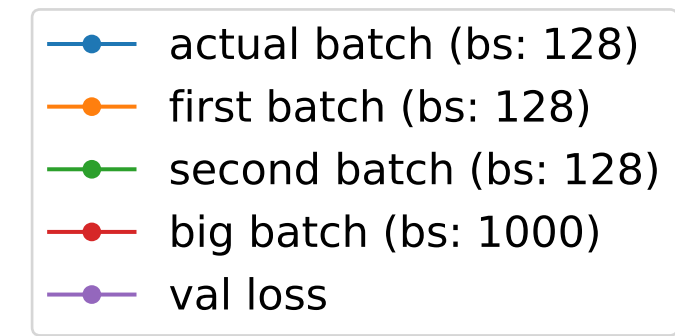 actual batch (bs: 128)
first batch (bs: 128)
second batch (bs: 128)
big batch (bs: 1000)
val loss